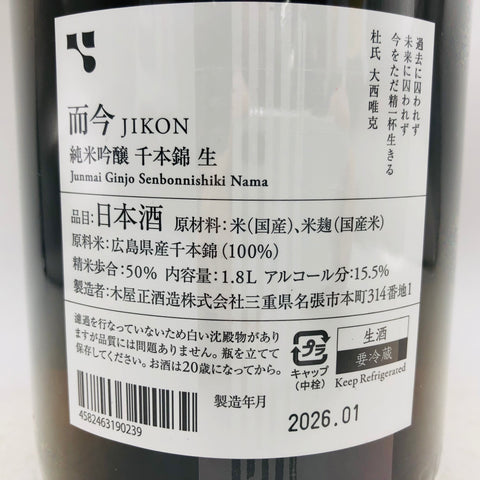 過去に囚われず
未来に囚われず
今をただ精一杯生きる
杜氏 大西唯克
而今 JIKON
純米吟醸 千本錦 生
Junmai Ginjo Senbonnishiki Nama
品目:日本酒 原材料:米(国産)、米麹(国産米)
原料米:広島県産千本錦(100%)
精米歩合:50% 内容量:1.8L アルコール分:15.5%
製造者:木屋正酒造株式会社三重県名張市本町314番地1
濾過を行なっていないため白い沈殿物があり
ますが品質には問題ありません。瓶を立てて
保存してください。お酒は20歳になってから。
4582463190239
プラ
キャップ
(中栓)
生酒
要冷蔵
Keep Refrigerated
製造年月
2026.01